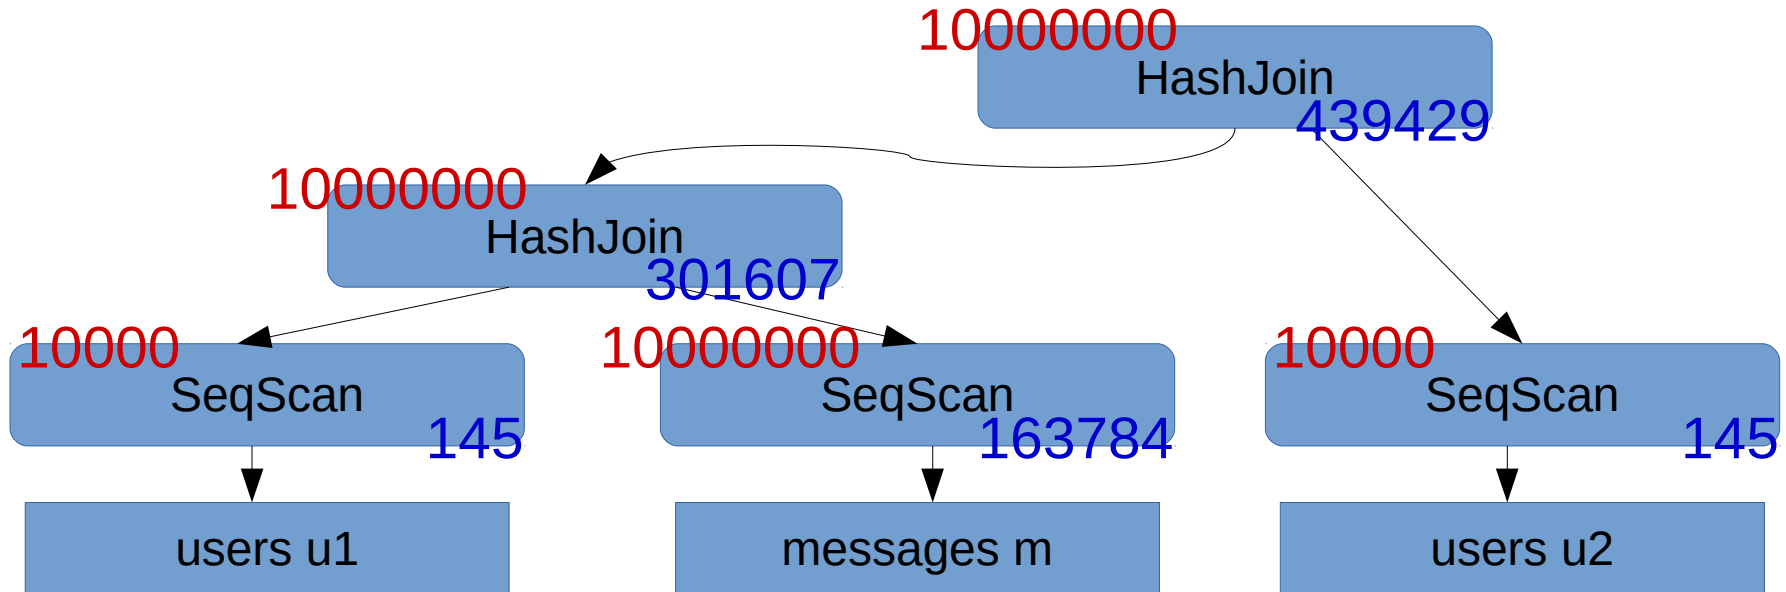 10000000
HashJoin
439429
10000000
HashJoin
301607
10000
SeqScan
145
10000000
SeqScan
163784
10000
SeqScan
145
users u1
messages m
users u2